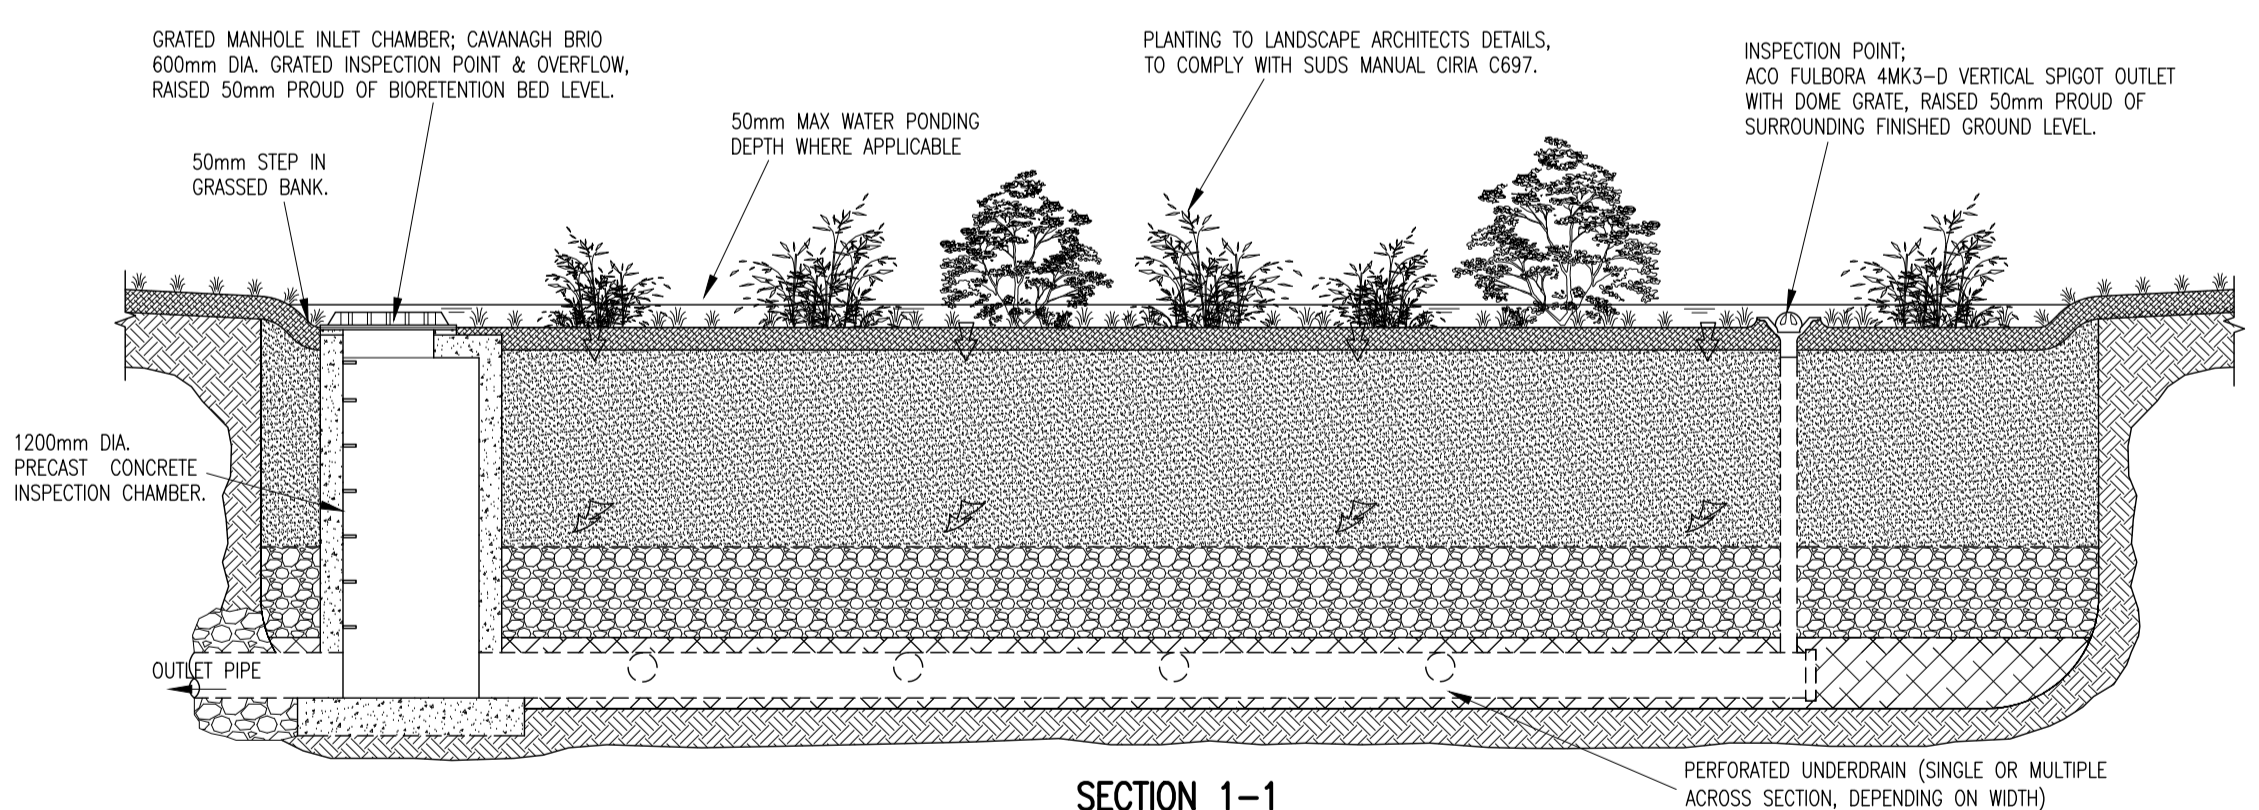 GRATED MANHOLE INLET CHAMBER; CAVANAGH BRIO
600mm DIA. GRATED INSPECTION POINT & OVERFLOW,
RAISED 50mm PROUD OF BIORETENTION BED LEVEL.
50mm STEP IN
GRASSED BANK.
50mm MAX WATER PONDING
DEPTH WHERE APPLICABLE
PLANTING TO LANDSCAPE ARCHITECTS DETAILS,
TO COMPLY WITH SUDS MANUAL CIRIA C697.
INSPECTION POINT;
ACO FULBORA 4MK3-D VERTICAL SPIGOT OUTLET
WITH DOME GRATE, RAISED 50mm PROUD OF
SURROUNDING FINISHED GROUND LEVEL.
1200mm DIA.
PRECAST CONCRETE
INSPECTION CHAMBER.
OUTLET PIPE
PERFORATED UNDERDRAIN (SINGLE OR MULTIPLE
ACROSS SECTION, DEPENDING ON WIDTH)
SECTION 1-1